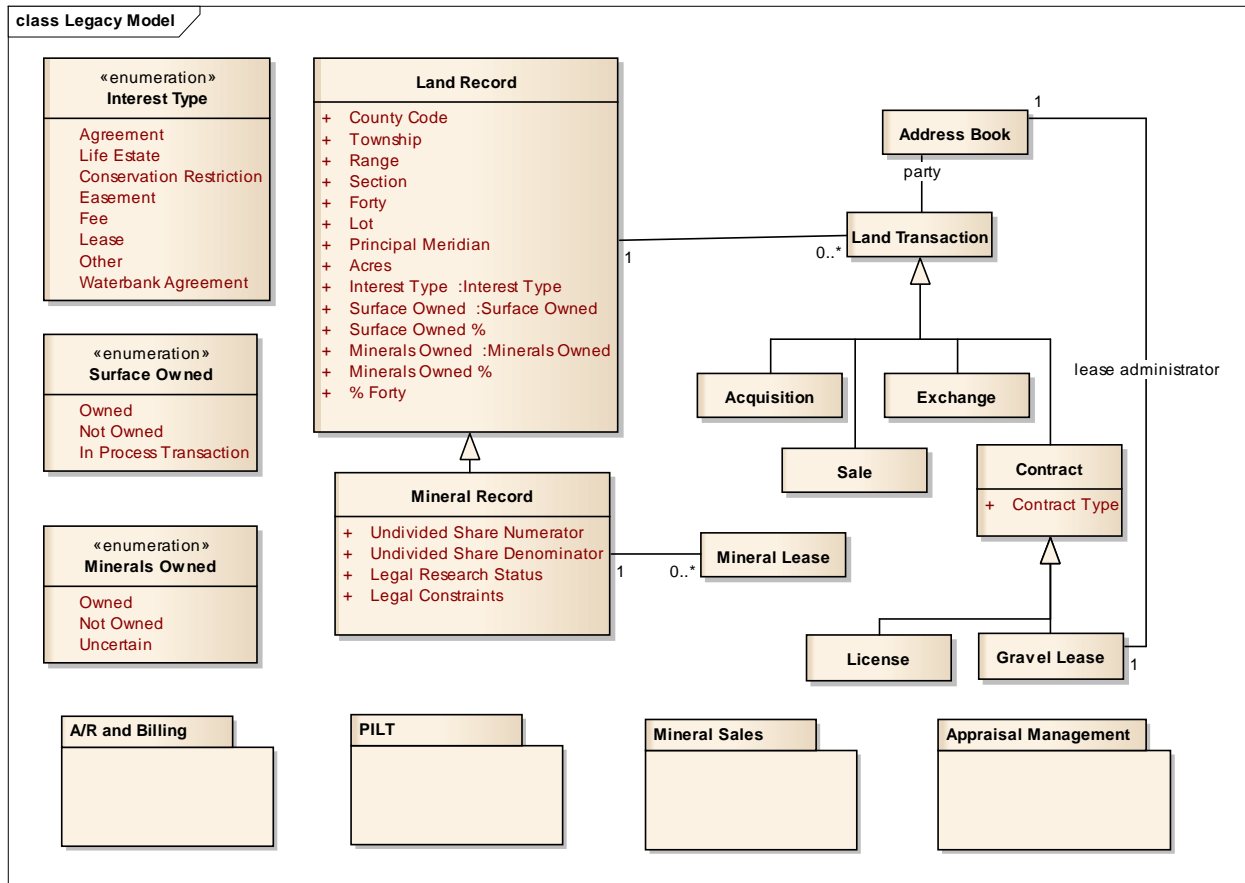 class Legacy Model
«enumeration»
Interest Type
Agreement
Life Estate
Conservation Restriction
Easement
Fee
Lease
Other
Waterbank Agreement
«enumeration»
Surface Owned
Owned
Not Owned
In Process Transaction
«enumeration»
Minerals Owned
Owned
Not Owned
Uncertain
Land Record
+ County Code
+ Township
+ Range
+ Section
+ Forty
+ Lot
+ Principal Meridian
+ Acres
+ Interest Type :Interest Type
+ Surface Owned :Surface Owned
+ Surface Owned %
+ Minerals Owned :Minerals Owned
+ Minerals Owned %
+ % Forty
1
0..*
Mineral Record
+ Undivided Share Numerator
+ Undivided Share Denominator
+ Legal Research Status
+ Legal Constraints
1
0..*
Mineral Lease
Address Book
1
party
Land Transaction
lease administrator
Acquisition
Exchange
Sale
Contract
+ Contract Type
License
Gravel Lease
1
A/R and Billing
PILT
Mineral Sales
Appraisal Management